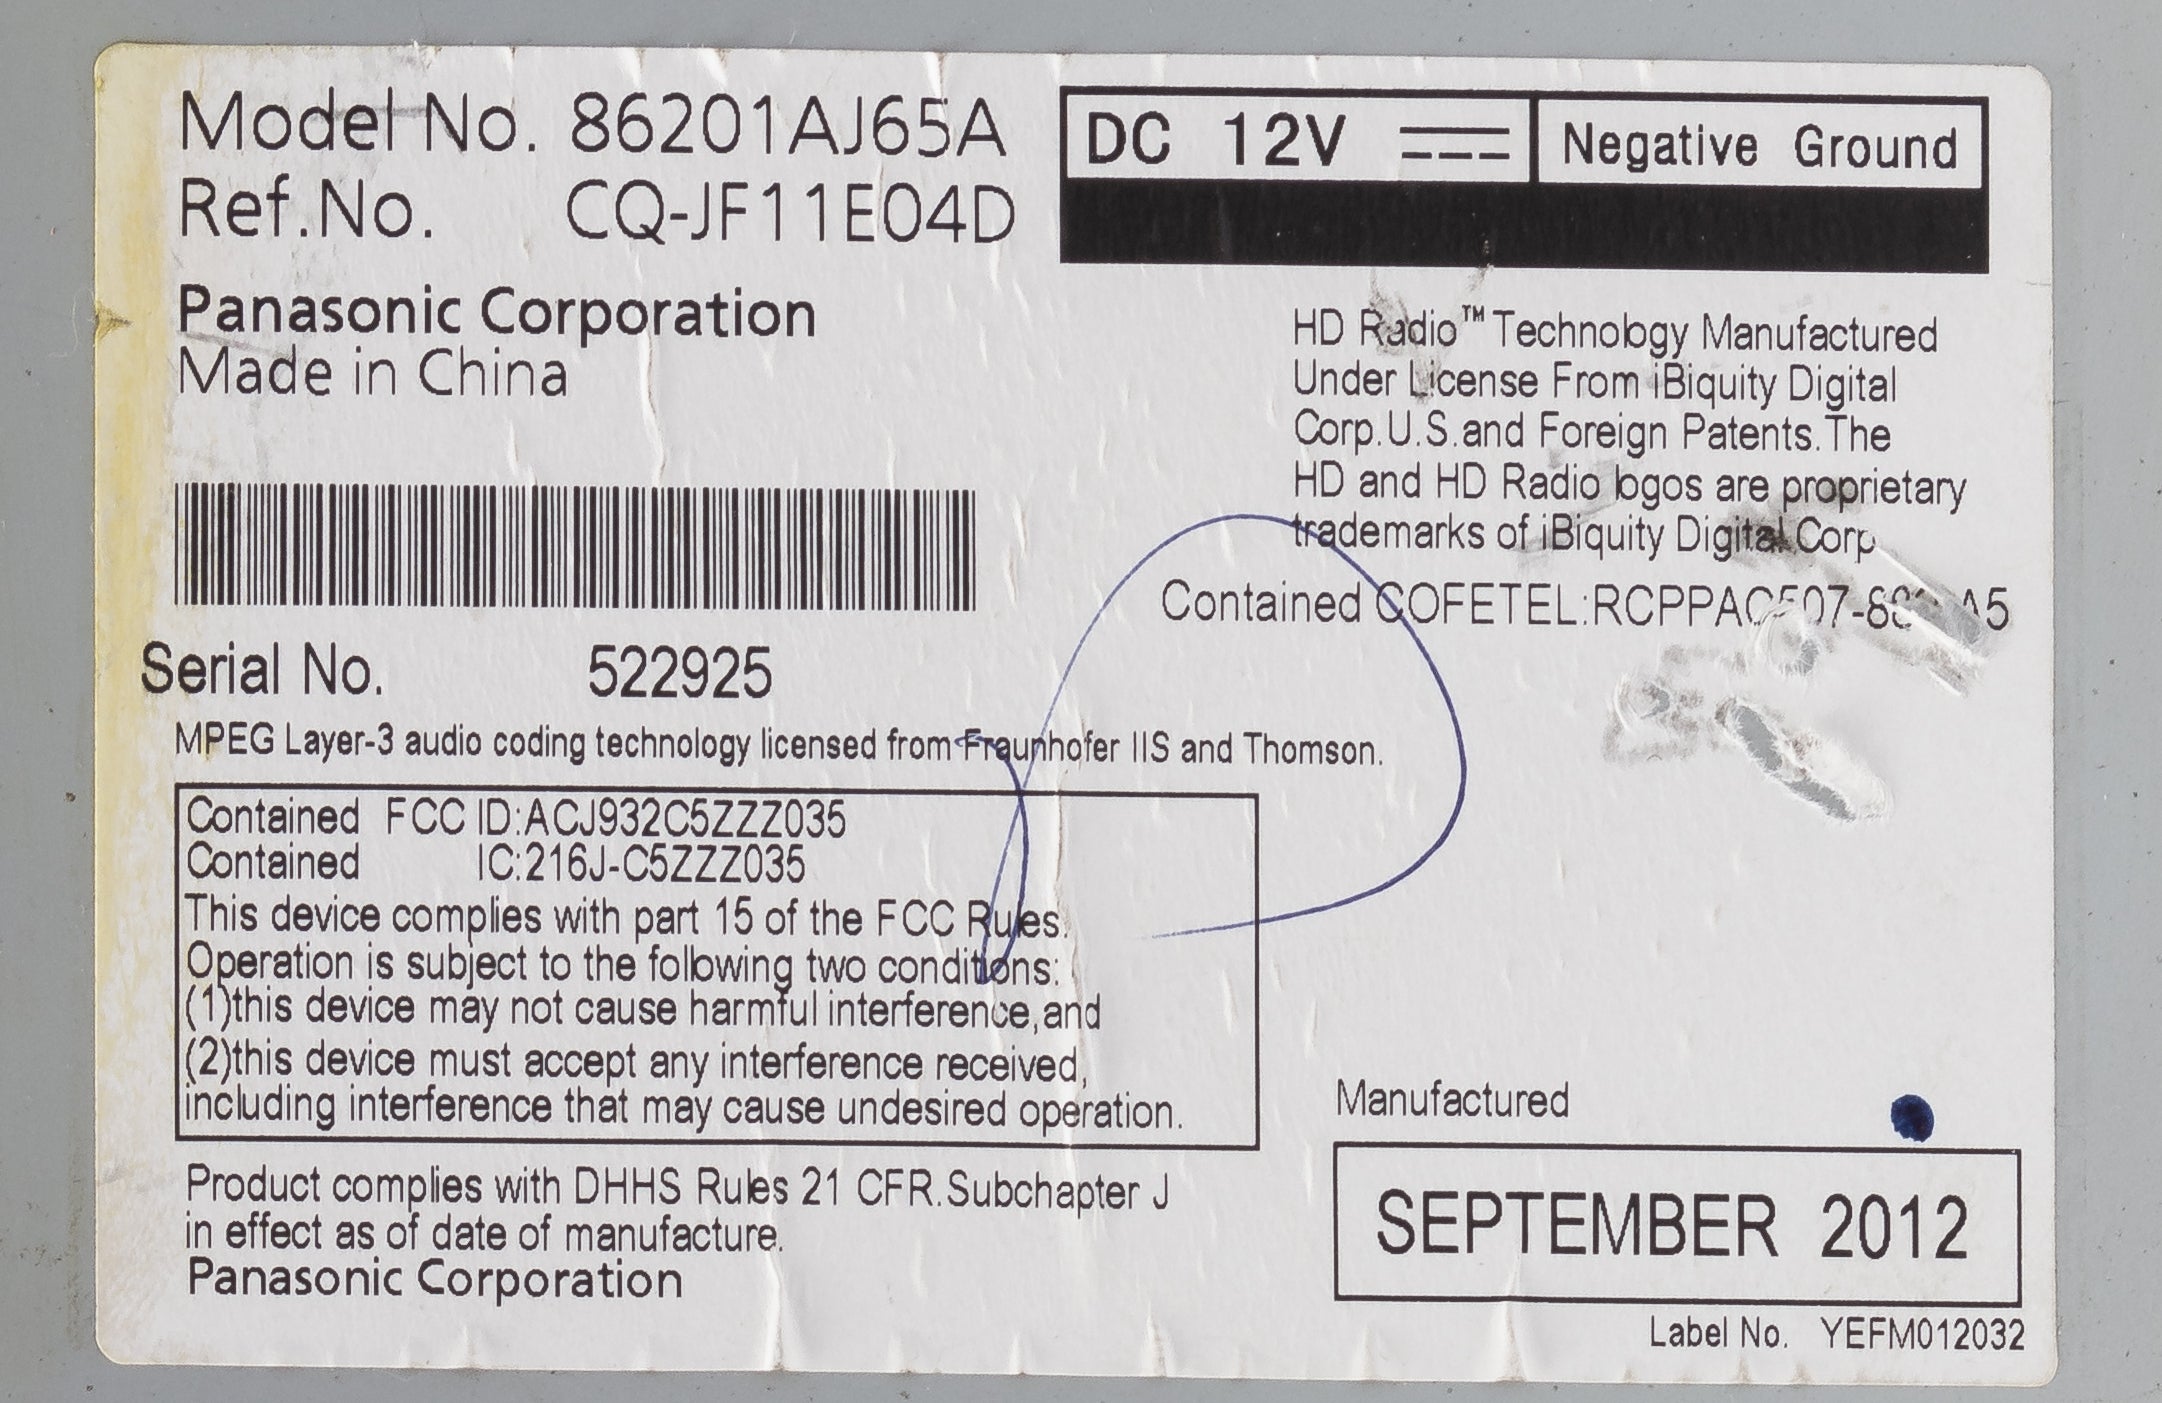 Model No. 86201AJ65A
Ref.No. CQ-JF11E04D
DC 12V Negative Ground
Panasonic Corporation
Made in China
HD Radio™ Technology Manufactured
Under License From iBiquity Digital
Corp.U.S.and Foreign Patents.The
HD and HD Radio logos are proprietary
trademarks of iBiquity Digital Corp
Contained COFETEL:
Serial No. 522925
MPEG Layer-3 audio coding technology licensed from Fraunhofer IIS and Thomson.
Contained FCC ID:ACJ932C5ZZZ035
Contained IC:216J-C5ZZZ035
This device complies with part 15 of the FCC Rules.
Operation is subject to the following two conditions:
(1)this device may not cause harmful interference,and
(2)this device must accept any interference received,
including interference that may cause undesired operation.
Product complies with DHHS Rules 21 CFR.Subchapter J
in effect as of date of manufacture.
Panasonic Corporation
Manufactured
SEPTEMBER 2012
Label No. YEFM012032